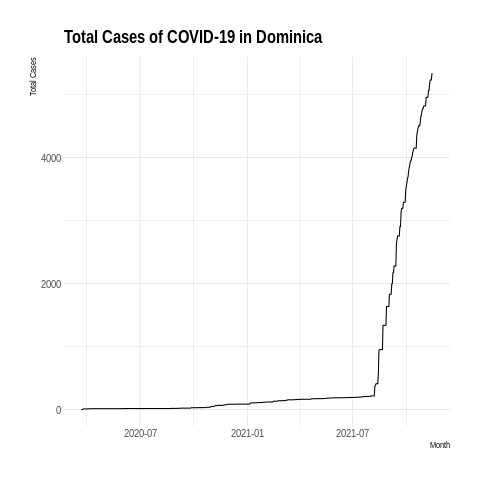 Total Cases of COVID-19 in Dominica
Total Cases
4000
2000
0
2020-07 2021-01 2021-07
Month